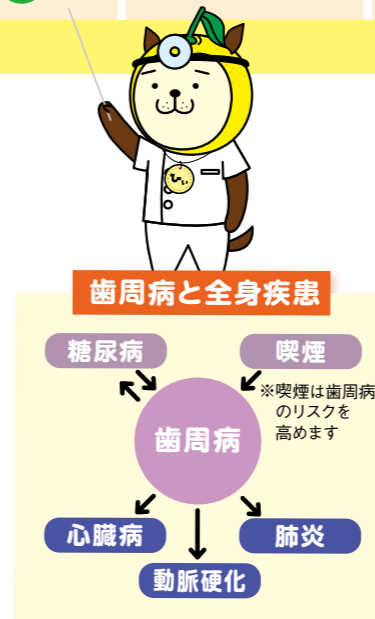 ひぃ
歯周病と全身疾患
糖尿病
喫煙
※喫煙は歯周病
のリスクを
高めます
歯周病
心臓病
肺炎
動脈硬化